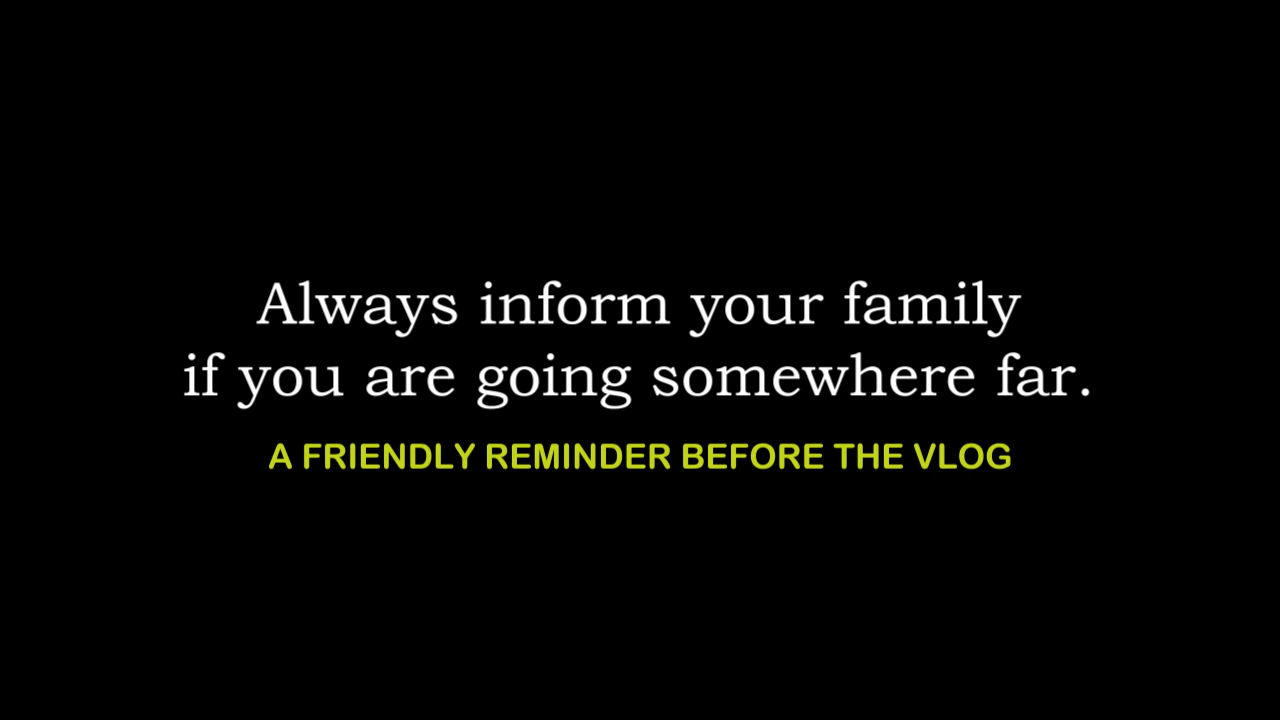 Always inform your family
if you are going somewhere far.
A FRIENDLY REMINDER BEFORE THE VLOG